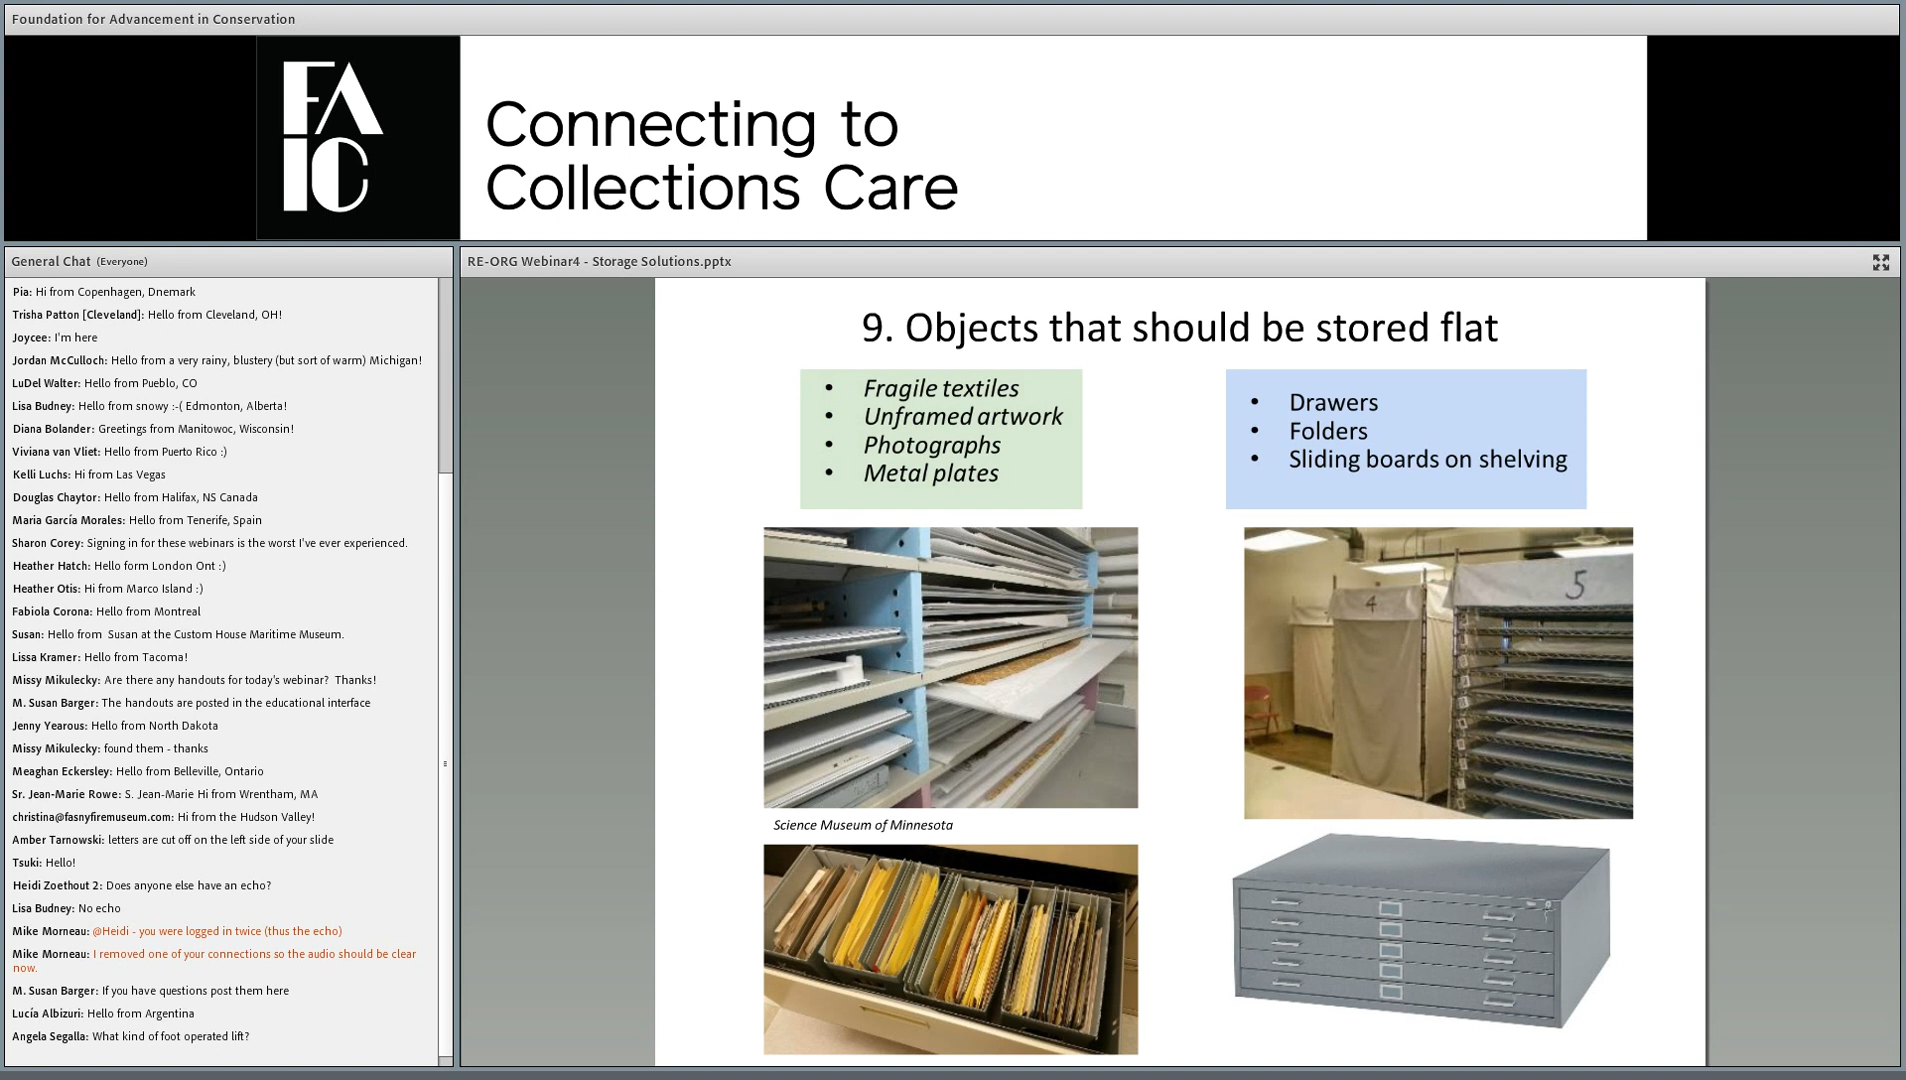 Foundation for Advancement in Conservation
FA
IC
Connecting to
Collections Care
General Chat (Everyone)
Pia: Hi from Copenhagen, Dnemark
Trisha Patton [Cleveland]: Hello from Cleveland, OH!
Joycee: I'm here
Jordan McCulloch: Hello from a very rainy, blustery (but sort of warm) Michigan!
LuDel Walter: Hello from Pueblo, CO
Lisa Budney: Hello from snowy :-( Edmonton, Alberta!
Diana Bolander: Greetings from Manitowoc, Wisconsin!
Viviana van Vliet: Hello from Puerto Rico :)
Kelli Luchs: Hi from Las Vegas
Douglas Chaytor: Hello from Halifax, NS Canada
Maria García Morales: Hello from Tenerife, Spain
Sharon Corey: Signing in for these webinars is the worst I've ever experienced.
Heather Hatch: Hello form London Ont :)
Heather Otis: Hi from Marco Island :)
Fabiola Corona: Hello from Montreal
Susan: Hello from  Susan at the Custom House Maritime Museum.
Lissa Kramer: Hello from Tacoma!
Missy Mikulecky: Are there any handouts for today's webinar?  Thanks!
M. Susan Barger: The handouts are posted in the educational interface
Jenny Yearous: Hello from North Dakota
Missy Mikulecky: found them - thanks
Meaghan Eckersley: Hello from Belleville, Ontario
Sr. Jean-Marie Rowe: S. Jean-Marie Hi from Wrentham, MA
christina@fasnyfiremuseum.com: Hi from the Hudson Valley!
Amber Tarnowski: letters are cut off on the left side of your slide
Tsuki: Hello!
Heidi Zoethout 2: Does anyone else have an echo?
Lisa Budney: No echo
Mike Morneau: @Heidi - you were logged in twice (thus the echo)
Mike Morneau: I removed one of your connections so the audio should be clear
now.
M. Susan Barger: If you have questions post them here
Lucía Albizuri: Hello from Argentina
Angela Segalla: What kind of foot operated lift?
RE-ORG Webinar4 - Storage Solutions.pptx
9. Objects that should be stored flat
• Fragile textiles
• Unframed artwork
• Photographs
• Metal plates
• Drawers
• Folders
• Sliding boards on shelving
4
5
Science Museum of Minnesota